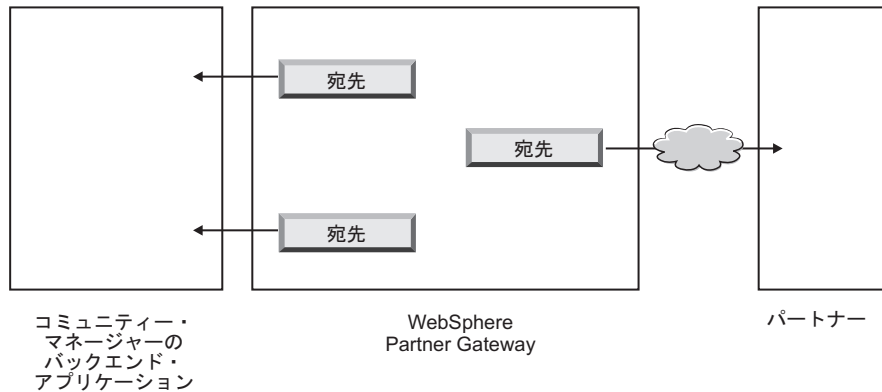 宛先
宛先
宛先
コミュニティー・
マネージャーの
バックエンド・
アプリケーション
WebSphere
Partner Gateway
パートナー